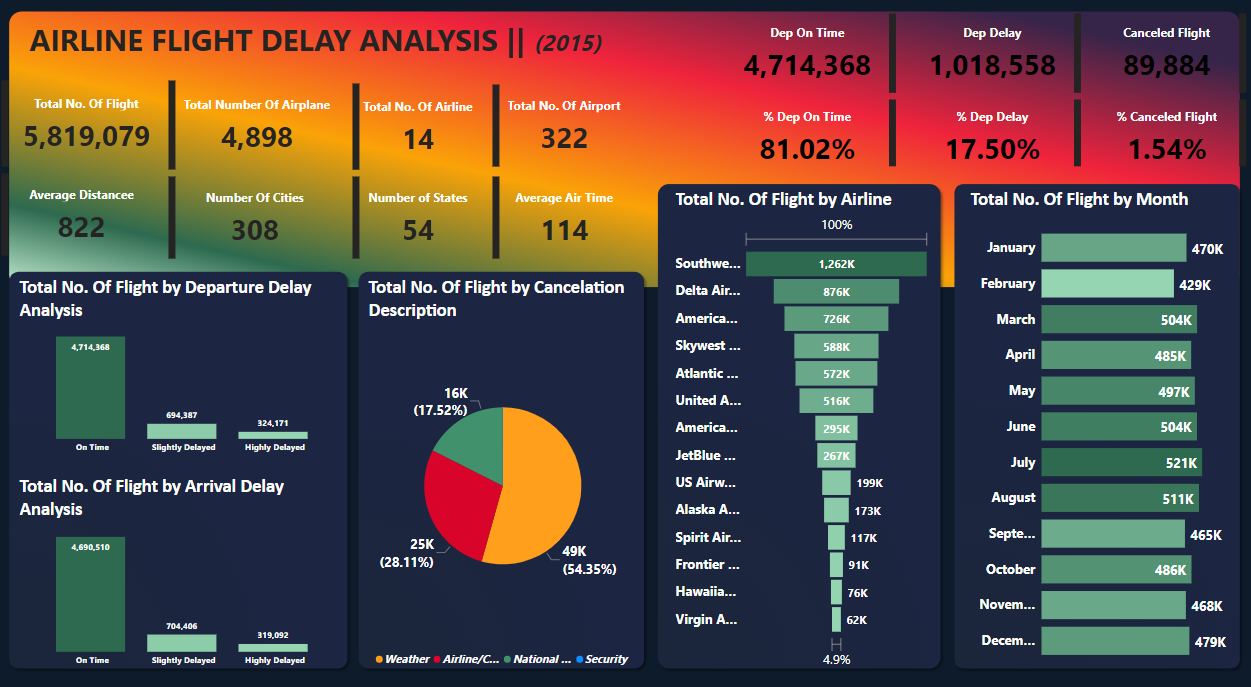 AIRLINE FLIGHT DELAY ANALYSIS || (2015)
Dep On Time
4,714,368
Dep Delay
1,018,558
Canceled Flight
89,884
Total No. Of Flight
5,819,079
Total Number Of Airplane
4,898
Total No. Of Airline
14
Total No. Of Airport
322
% Dep On Time
81.02%
% Dep Delay
17.50%
% Canceled Flight
1.54%
Average Distancee
822
Number Of Cities
308
Number of States
54
Average Air Time
114
Total No. Of Flight by Departure Delay
Analysis
4,714,368
694,387
324,171
On Time
Slightly Delayed
Highly Delayed
Total No. Of Flight by Arrival Delay
Analysis
4,690,510
704,406
319,092
On Time
Slightly Delayed
Highly Delayed
Total No. Of Flight by Cancelation
Description
16K
(17.52%)
25K
(28.11%)
49K
(54.35%)
Weather
Airline/C...
National ...
Security
Total No. Of Flight by Airline
100%
Southwe... 1,262K
Delta Air... 876K
America... 726K
Skywest ... 588K
Atlantic ... 572K
United A... 516K
America... 295K
JetBlue ... 267K
US Airw... 199K
Alaska A... 173K
Spirit Air... 117K
Frontier ... 91K
Hawaiia... 76K
Virgin A... 62K
4.9%
Total No. Of Flight by Month
January 470K
February 429K
March 504K
April 485K
May 497K
June 504K
July 521K
August 511K
Septe... 465K
October 486K
Novem... 468K
Decem... 479K